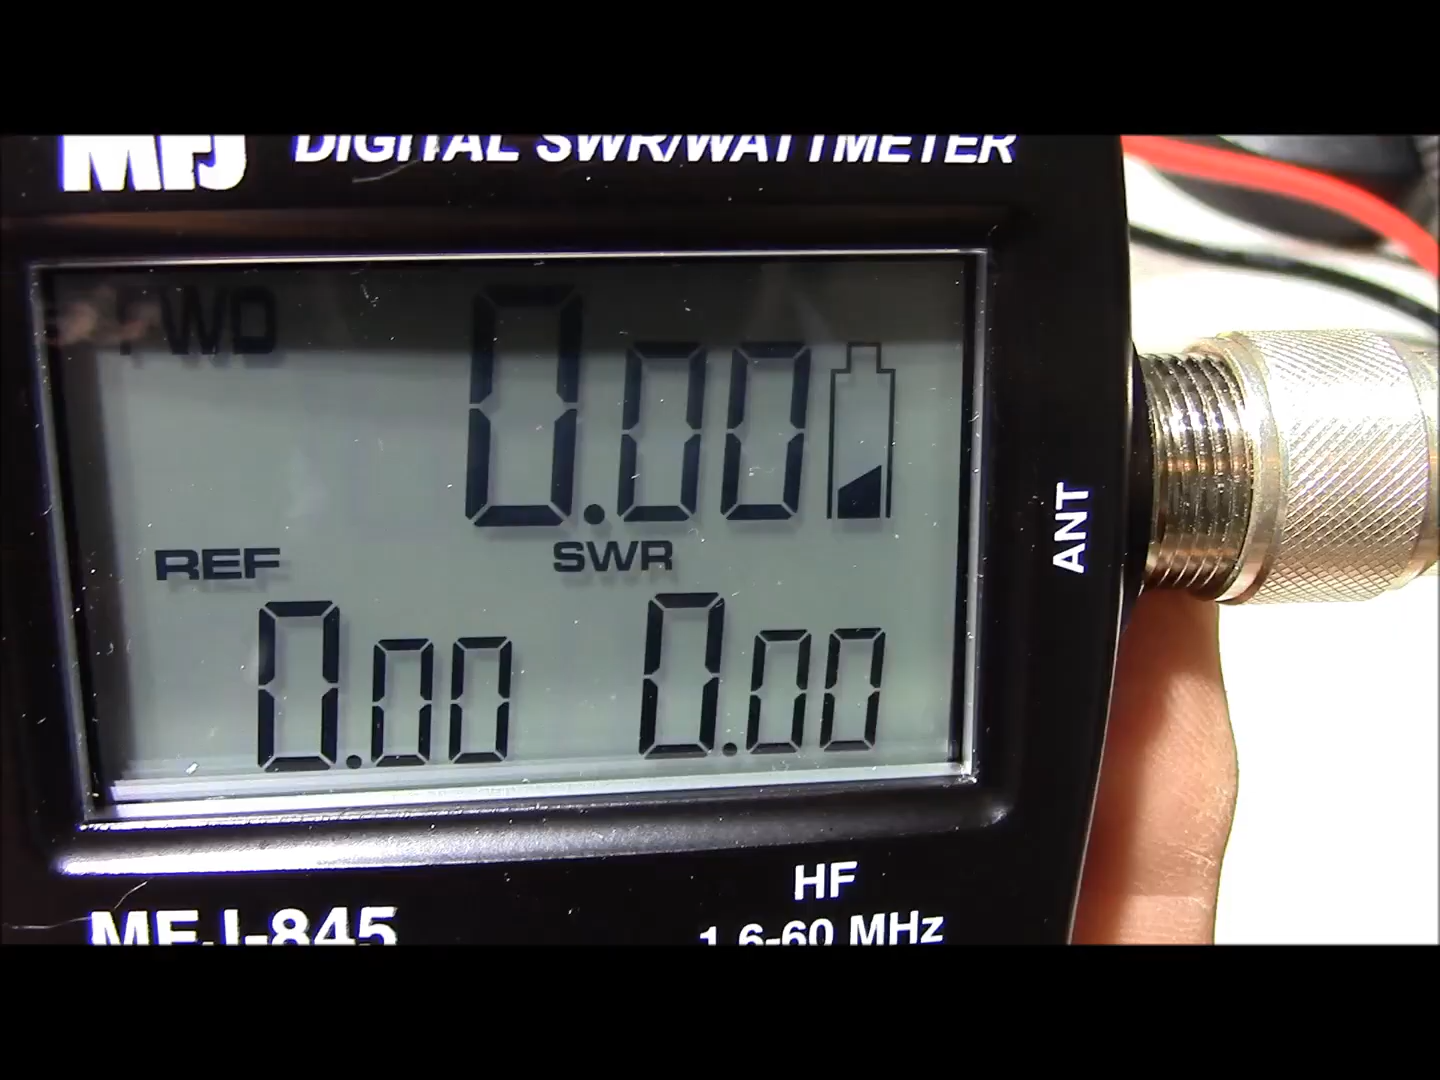 MFJ DIGITAL SWR/WATTMETER
FWD 0.00
REF SWR
0.00 0.00
ANT
HF
MFJ-845 1.6-60 MHz